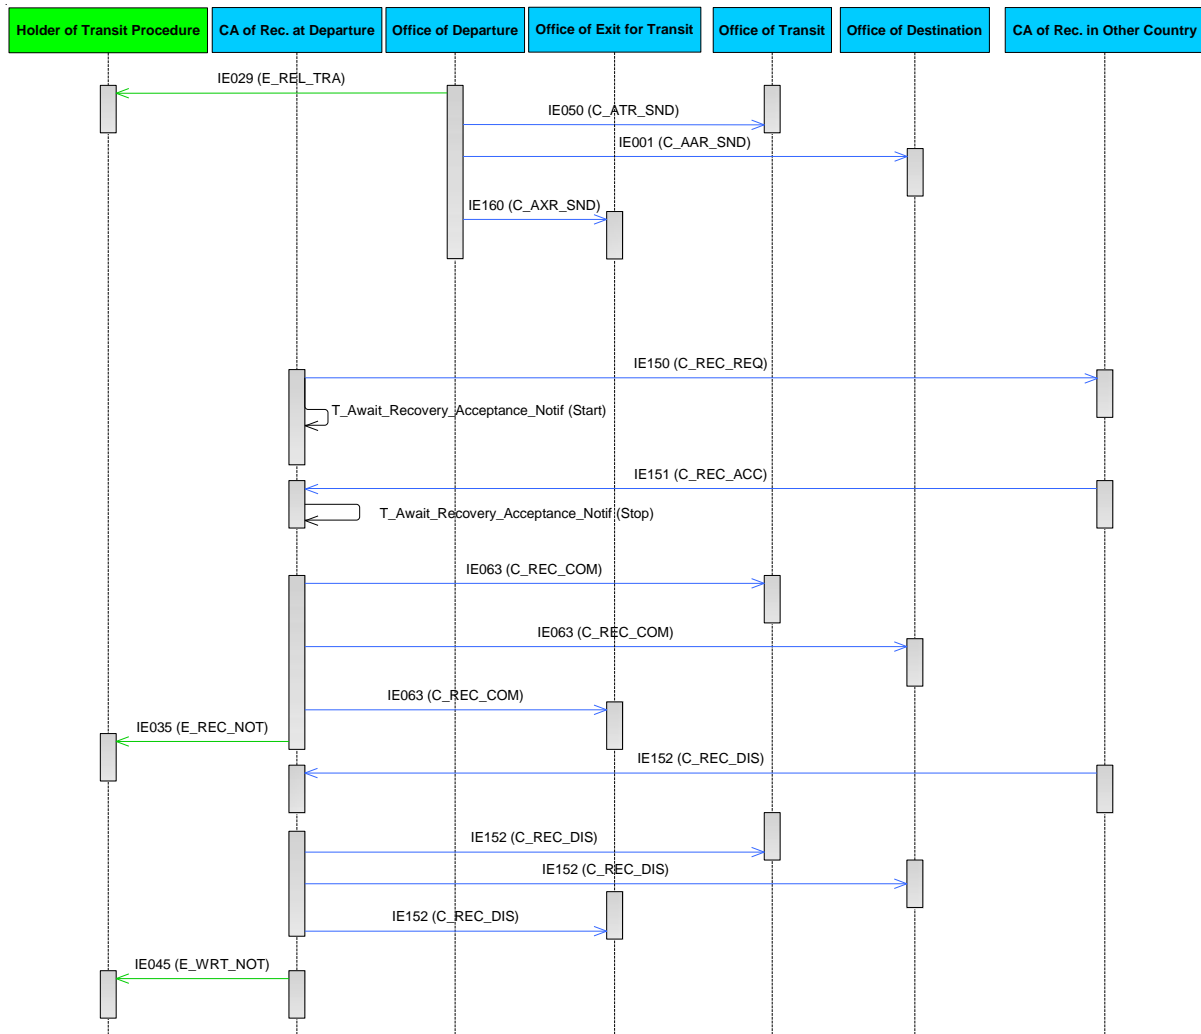 Holder of Transit Procedure
CA of Rec. at Departure
Office of Departure
Office of Exit for Transit
Office of Transit
Office of Destination
CA of Rec. in Other Country
IE029 (E_REL_TRA)
IE050 (C_ATR_SND)
IE001 (C_AAR_SND)
IE160 (C_AXR_SND)
IE150 (C_REC_REQ)
T_Await_Recovery_Acceptance_Notif (Start)
IE151 (C_REC_ACC)
T_Await_Recovery_Acceptance_Notif (Stop)
IE063 (C_REC_COM)
IE063 (C_REC_COM)
IE063 (C_REC_COM)
IE035 (E_REC_NOT)
IE152 (C_REC_DIS)
IE152 (C_REC_DIS)
IE152 (C_REC_DIS)
IE152 (C_REC_DIS)
IE045 (E_WRT_NOT)